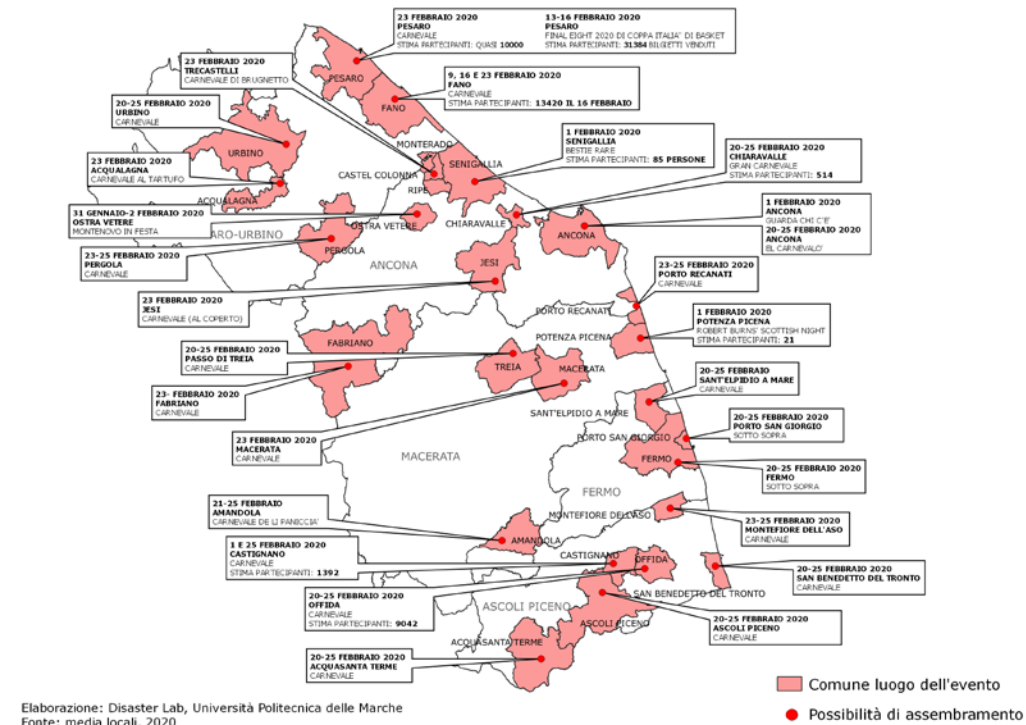 23 FEBBRAIO 2020
PESARO
CARNEVALE
STIMA PARTECIPANTI: QUASI 10000
13-16 FEBBRAIO 2020
PESARO
FINAL EIGHT 2020 DI COPPA ITALIA' DI BASKET
STIMA PARTECIPANTI: 31384 BILGIETTI VENDUTI
23 FEBBRAIO 2020
TRECASTELLI
CARNEVALE DI BRUGNETTO
9, 16 E 23 FEBBRAIO 2020
FANO
CARNEVALE
STIMA PARTECIPANTI: 13420 IL 16 FEBBRAIO
PESARO
FANO
20-25 FEBBRAIO 2020
URBINO
CARNEVALE
1 FEBBRAIO 2020
SENIGALLIA
BESTIE RARE
STIMA PARTECIPANTI: 85 PERSONE
20-25 FEBBRAIO 2020
CHIARAVALLE
GRAN CARNEVALE
STIMA PARTECIPANTI: 514
MONTERADO
URBINO
SENIGALLIA
23 FEBBRAIO 2020
ACQUALAGNA
CARNEVALE AL TARTUFO
CASTEL COLONNA
RIPE
ACQUALAGNA
31 GENNAIO-2 FEBBRAIO 2020
OSTRA VETERE
MONTENOVO IN FESTA
1 FEBBRAIO 2020
ANCONA
GUARDA CHI C'E'
20-25 FEBBRAIO 2020
ANCONA
EL CARNEVALO'
OSTRA VETERE
CHIARAVALLE
ARO-URBINO
ANCONA
PERGOLA
23-25 FEBBRAIO 2020
PERGOLA
CARNEVALE
ANCONA
JESI
23-25 FEBBRAIO 2020
PORTO RECANATI
CARNEVALE
23 FEBBRAIO 2020
JESI
CARNEVALE (AL COPERTO)
PORTO RECANATI
1 FEBBRAIO 2020
POTENZA PICENA
ROBERT BURNS' SCOTTISH NIGHT
STIMA PARTECIPANTI: 21
POTENZA PICENA
FABRIANO
20-25 FEBBRAIO 2020
PASSO DI TREIA
CARNEVALE
TREIA
MACERATA
20-25 FEBBRAIO
SANT'ELPIDIO A MARE
CARNEVALE
23- FEBBRAIO 2020
FABRIANO
CARNEVALE
SANT'ELPIDIO A MARE
20-25 FEBBRAIO 2020
PORTO SAN GIORGIO
SOTTO SOPRA
23 FEBBRAIO 2020
MACERATA
CARNEVALE
PORTO SAN GIORGIO
MACERATA
FERMO
20-25 FEBBRAIO 2020
FERMO
SOTTO SOPRA
FERMO
21-25 FEBBRAIO
AMANDOLA
CARNEVALE DE LI PANICCIA'
MONTEFIORE DELL'ASO
23-25 FEBBRAIO 2020
MONTEFIORE DELL'ASO
CARNEVALE
1 E 25 FEBBRAIO 2020
CASTIGNANO
CARNEVALE
STIMA PARTECIPANTI: 1392
AMANDOLA
CASTIGNANO
OFFIDA
20-25 FEBBRAIO 2020
SAN BENEDETTO DEL TRONTO
CARNEVALE
20-25 FEBBRAIO 2020
OFFIDA
CARNEVALE
STIMA PARTECIPANTI: 9042
SAN BENEDETTO DEL TRONTO
ASCOLI PICENO
ASCOLI PICENO
20-25 FEBBRAIO 2020
ASCOLI PICENO
CARNEVALE
ACQUASANTA TERME
20-25 FEBBRAIO 2020
ACQUASANTA TERME
CARNEVALE
Comune luogo dell'evento
Possibilità di assembramento
Elaborazione: Disaster Lab, Università Politecnica delle Marche
Fonte: media locali, 2020